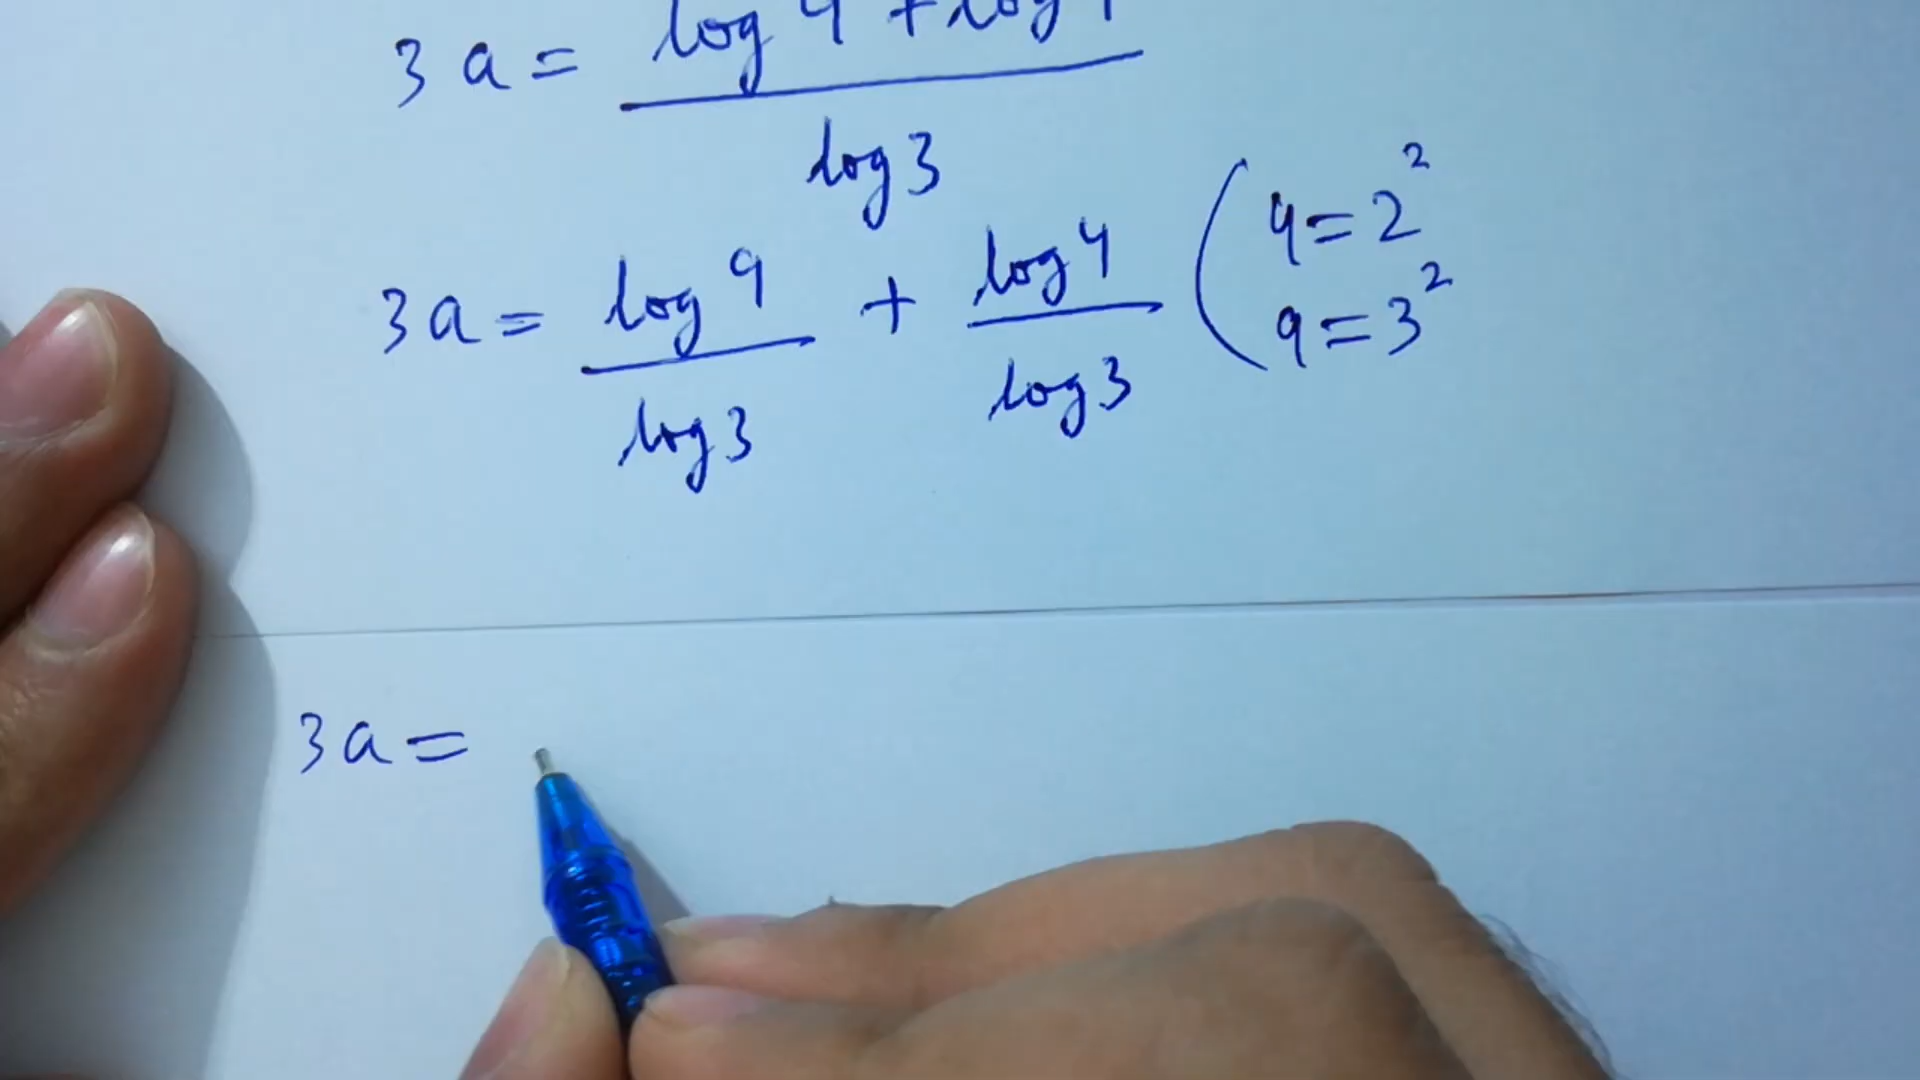 3a = log 9 + log 4 / log 3
3a = log 9 / log 3 + log 4 / log 3 ( 4 = 2²
9 = 3²
3a =